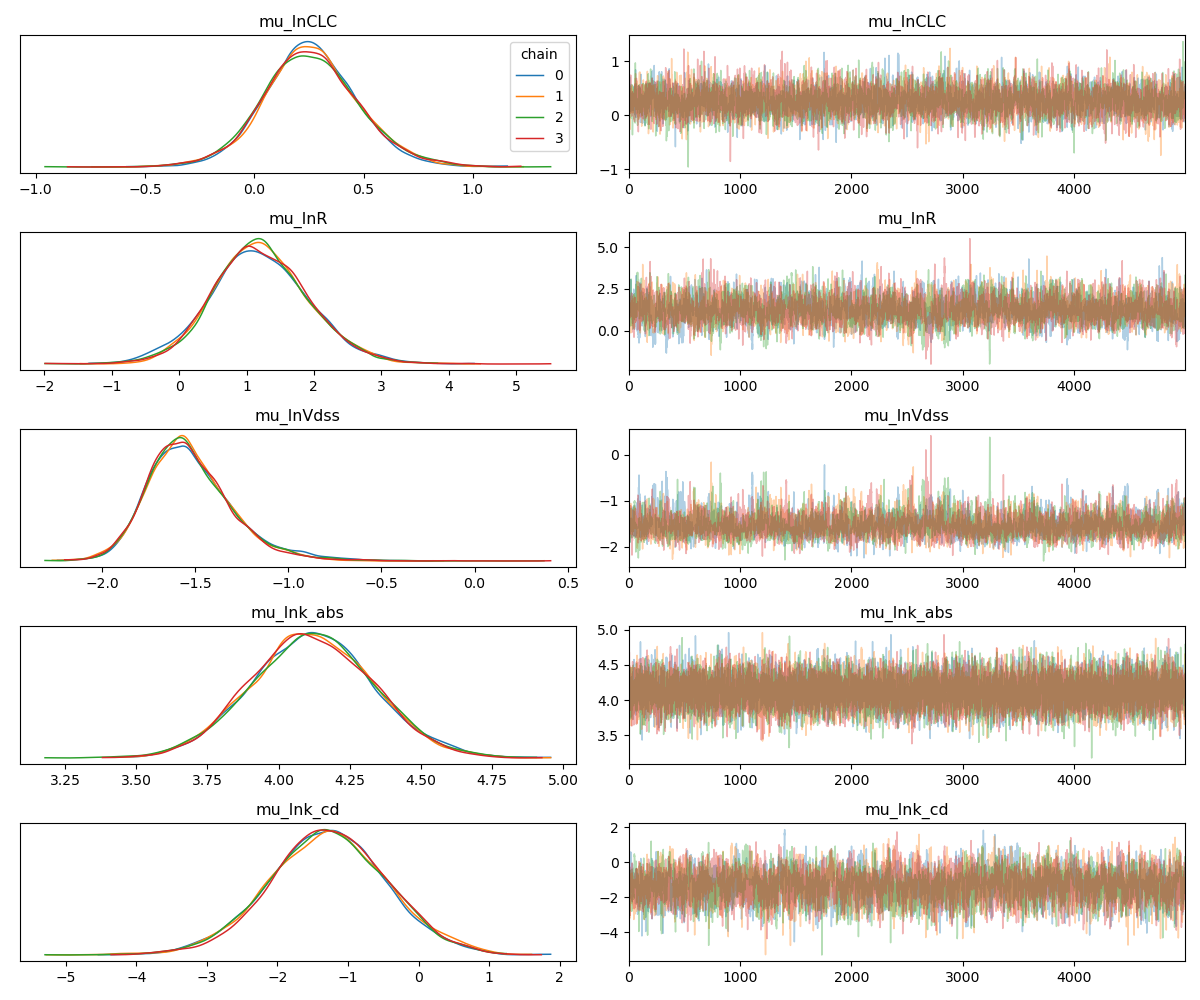 mu_lnCLC
mu_lnCLC
chain
0
1
2
3
1
0
−1
−1.0 −0.5 0.0 0.5 1.0
0 1000 2000 3000 4000
mu_lnR
mu_lnR
5.0
2.5
0.0
−2 −1 0 1 2 3 4 5
0 1000 2000 3000 4000
mu_lnVdss
mu_lnVdss
0
−1
−2
−2.0 −1.5 −1.0 −0.5 0.0 0.5
0 1000 2000 3000 4000
mu_lnk_abs
mu_lnk_abs
5.0
4.5
4.0
3.5
3.25 3.50 3.75 4.00 4.25 4.50 4.75 5.00
0 1000 2000 3000 4000
mu_lnk_cd
mu_lnk_cd
2
0
−2
−4
−5 −4 −3 −2 −1 0 1 2
0 1000 2000 3000 4000